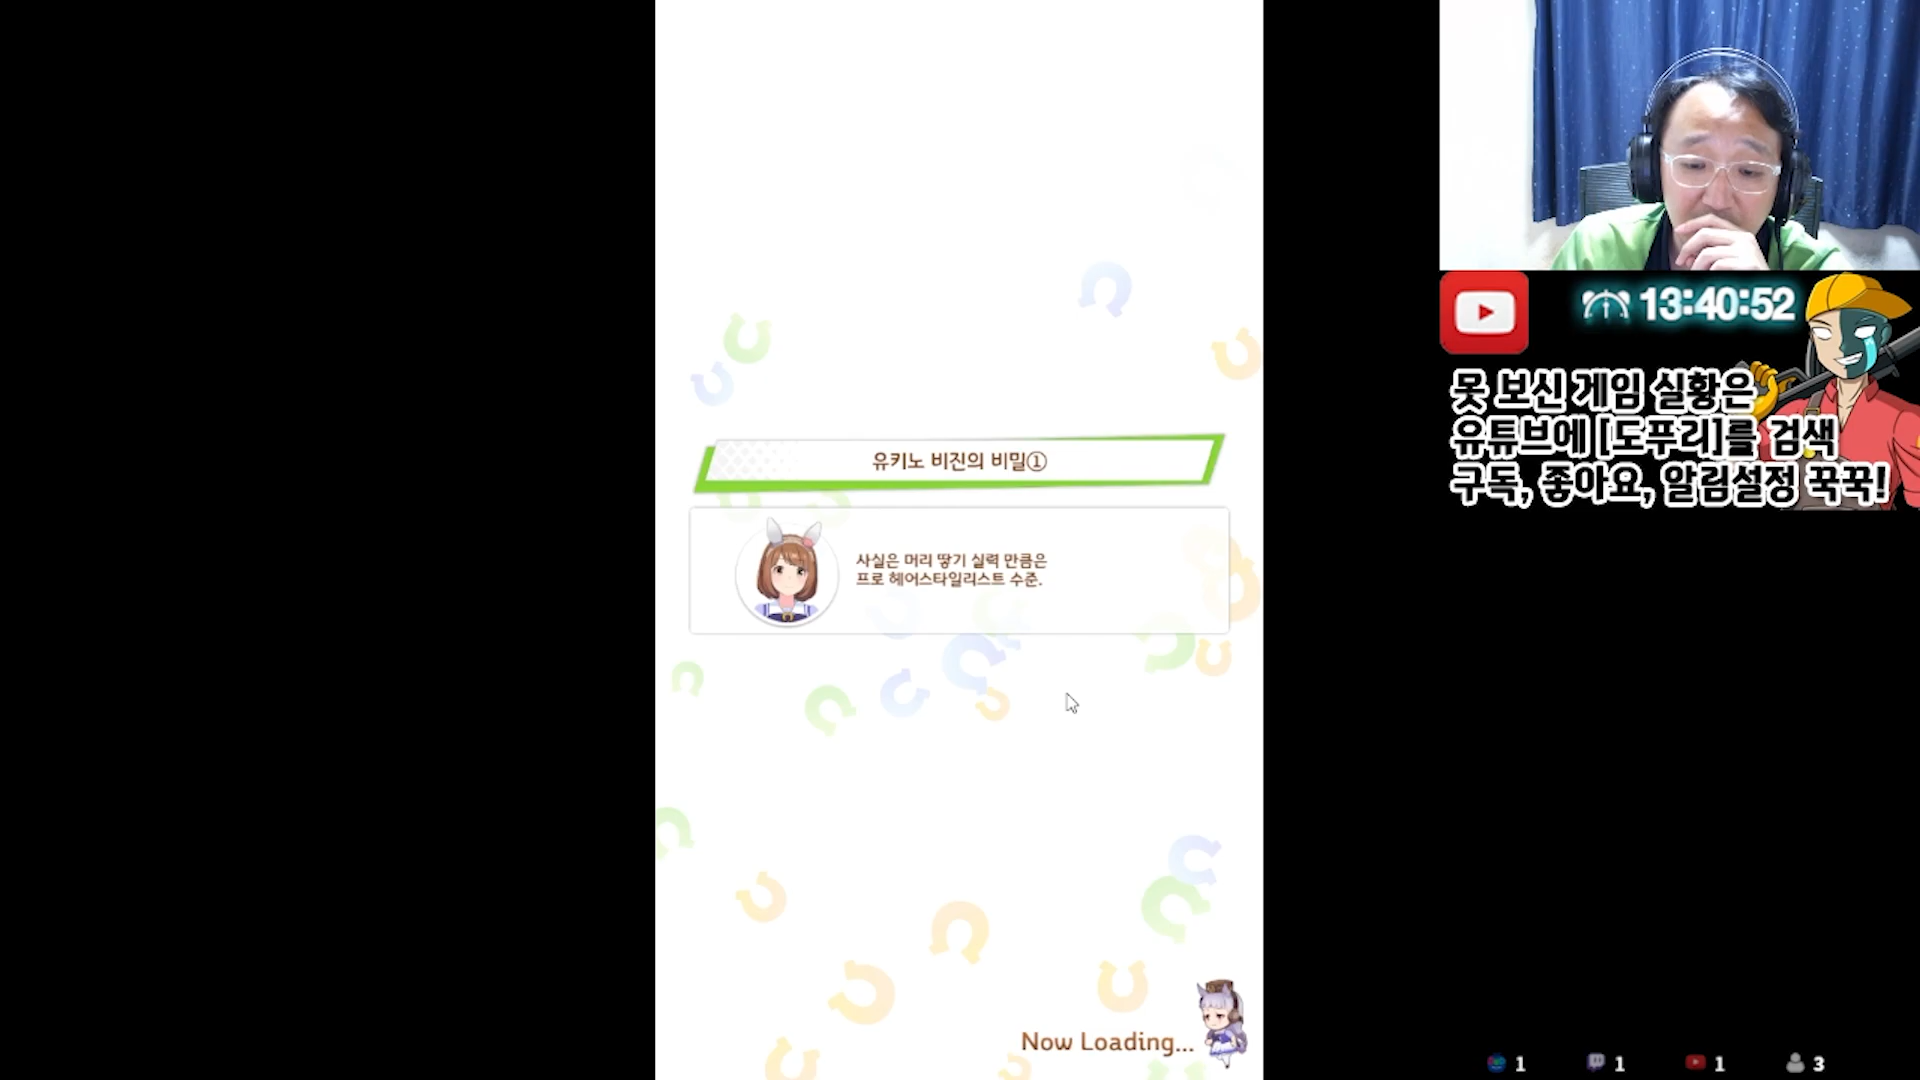 유키노 비진의 비밀①
사실은 머리 땋기 실력 만큼은
프로 헤어스타일리스트 수준.
Now Loading...
13:40:52
못 보신 게임 실황은
유튜브에 [도푸리]를 검색
구독, 좋아요, 알림설정 꾹꾹!
1
1
1
3